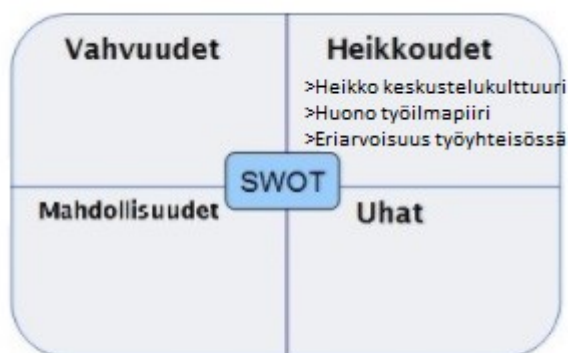 Vahvuudet
Heikkoudet
>Heikko keskustelukulttuuri
>Huono työilmapiiri
>Eriarvoisuus työyhteisössä
SWOT
Mahdollisuudet
Uhat